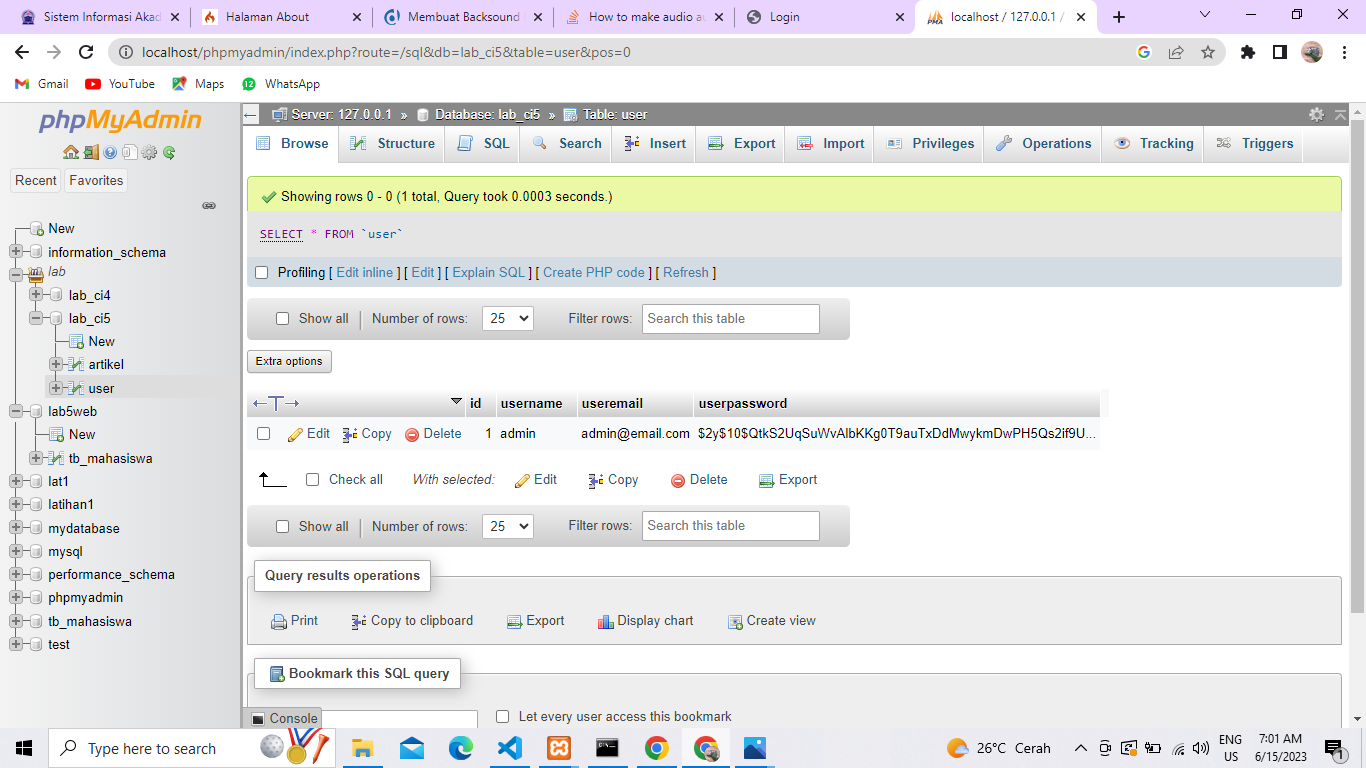 Sistem Informasi Akad
Halaman About
Membuat Backsound
How to make audio au
Login
localhost / 127.0.0.1 /
localhost/phpmyadmin/index.php?route=/sql&db=lab_ci5&table=user&pos=0
Gmail YouTube Maps WhatsApp
phpMyAdmin
Recent Favorites
New
information_schema
lab
lab_ci4
lab_ci5
New
artikel
user
lab5web
New
tb_mahasiswa
lat1
latihan1
mydatabase
mysql
performance_schema
phpmyadmin
tb_mahasiswa
test
Server: 127.0.0.1 » Database: lab_ci5 » Table: user
Browse Structure SQL Search Insert Export Import Privileges Operations Tracking Triggers
Showing rows 0 - 0 (1 total, Query took 0.0003 seconds.)
SELECT * FROM `user`
Profiling [ Edit inline ] [ Edit ] [ Explain SQL ] [ Create PHP code ] [ Refresh ]
Show all Number of rows: 25 Filter rows: Search this table
Extra options
id username useremail userpassword
Edit Copy Delete 1 admin admin@email.com $2y$10$QtkS2UqSuWvAlbKKg0T9auTxDdMwykmDwPH5Qs2if9U...
Check all With selected: Edit Copy Delete Export
Show all Number of rows: 25 Filter rows: Search this table
Query results operations
Print Copy to clipboard Export Display chart Create view
Bookmark this SQL query
Console Let every user access this bookmark
Type here to search
26°C Cerah
ENG
US
7:01 AM
6/15/2023
1